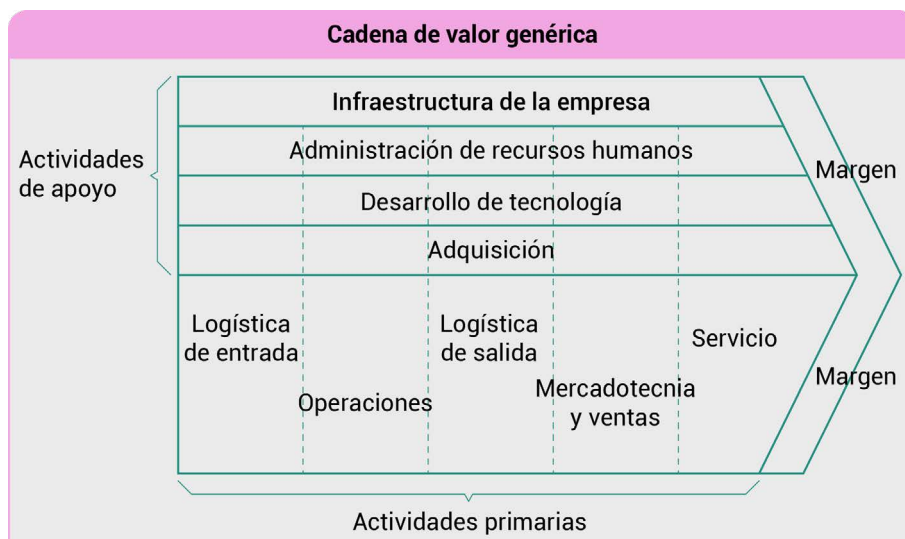 Cadena de valor genérica
Actividades
de apoyo
Infraestructura de la empresa
Administración de recursos humanos
Desarrollo de tecnología
Adquisición
Margen
Logística
de entrada
Operaciones
Logística
de salida
Mercadotecnia
y ventas
Servicio
Margen
Actividades primarias